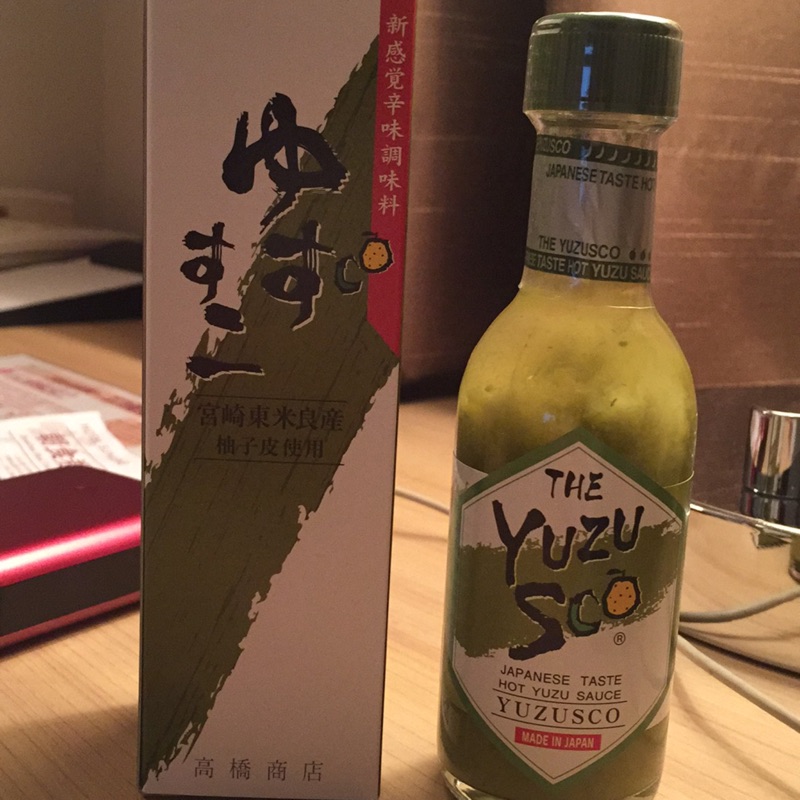 新感覚辛味調味料
ゆずすこ
宮崎東米良産
柚子皮使用
高橋商店
YUZUSCO
JAPANESE TASTE HOT
THE YUZUSCO
TASTE HOT YUZU
THE
YUZU
SCO
®
JAPANESE TASTE
HOT YUZU SAUCE
YUZUSCO
MADE IN JAPAN